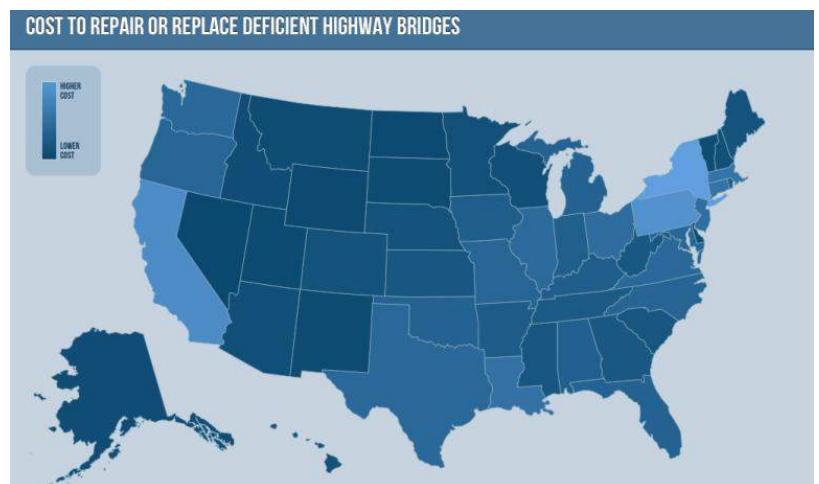 COST TO REPAIR OR REPLACE DEFICIENT HIGHWAY BRIDGES
HIGHER
COST
LOWER
COST